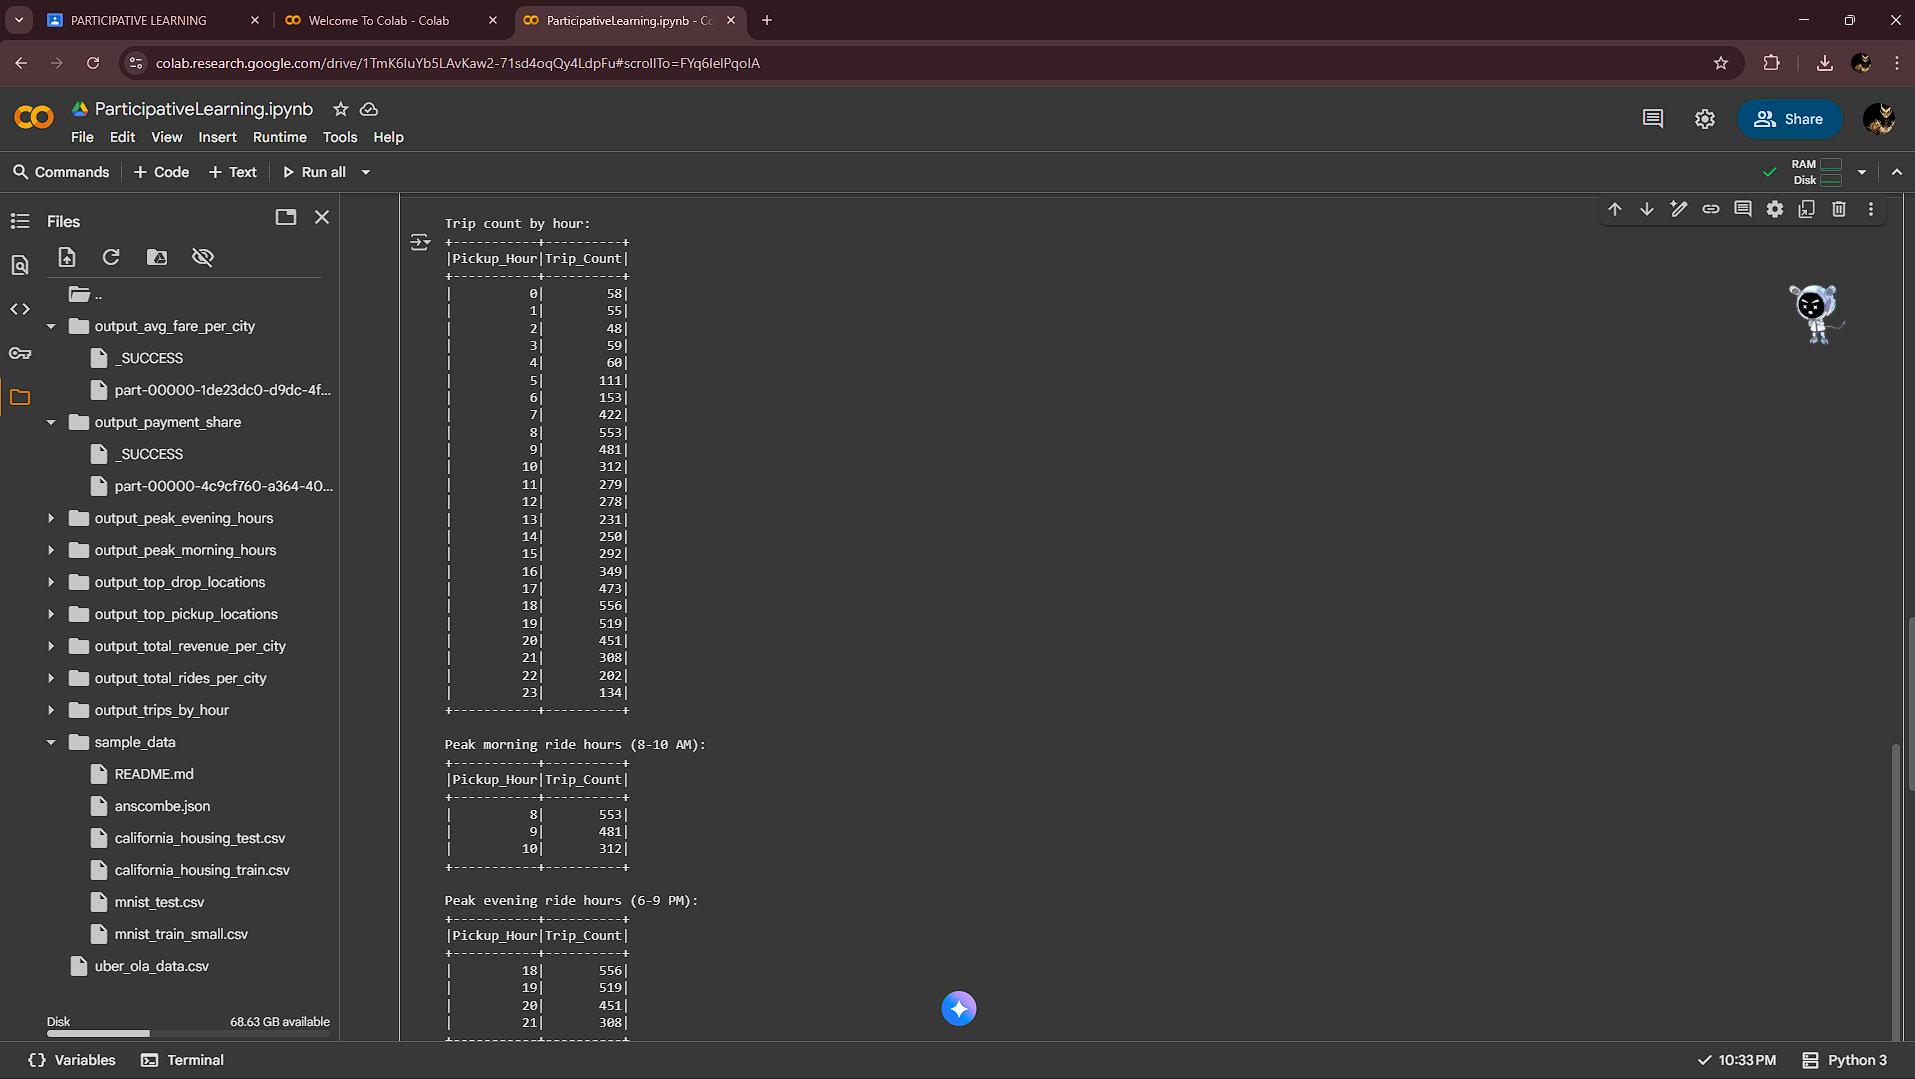 PARTICIPATIVE LEARNING
Welcome To Colab - Colab
ParticipativeLearning.ipynb - Co
colab.research.google.com/drive/1TmK6IuYb5LAvKaw2-71sd4oqQy4LdpFu#scrollTo=FYq6IelPqoIA
ParticipativeLearning.ipynb
File Edit View Insert Runtime Tools Help
Share
Commands + Code + Text Run all
RAM
Disk
Files
..
output_avg_fare_per_city
_SUCCESS
part-00000-1de23dc0-d9dc-4f...
output_payment_share
_SUCCESS
part-00000-4c9cf760-a364-40...
output_peak_evening_hours
output_peak_morning_hours
output_top_drop_locations
output_top_pickup_locations
output_total_revenue_per_city
output_total_rides_per_city
output_trips_by_hour
sample_data
README.md
anscombe.json
california_housing_test.csv
california_housing_train.csv
mnist_test.csv
mnist_train_small.csv
uber_ola_data.csv
Disk 68.63 GB available
Trip count by hour:
+-----------+----------+
|Pickup_Hour|Trip_Count|
+-----------+----------+
|          0|        58|
|          1|        55|
|          2|        48|
|          3|        59|
|          4|        60|
|          5|       111|
|          6|       153|
|          7|       422|
|          8|       553|
|          9|       481|
|         10|       312|
|         11|       279|
|         12|       278|
|         13|       231|
|         14|       250|
|         15|       292|
|         16|       349|
|         17|       473|
|         18|       556|
|         19|       519|
|         20|       451|
|         21|       308|
|         22|       202|
|         23|       134|
+-----------+----------+
Peak morning ride hours (8-10 AM):
+-----------+----------+
|Pickup_Hour|Trip_Count|
+-----------+----------+
|          8|       553|
|          9|       481|
|         10|       312|
+-----------+----------+
Peak evening ride hours (6-9 PM):
+-----------+----------+
|Pickup_Hour|Trip_Count|
+-----------+----------+
|         18|       556|
|         19|       519|
|         20|       451|
|         21|       308|
+-----------+----------+
Variables Terminal
10:33 PM Python 3